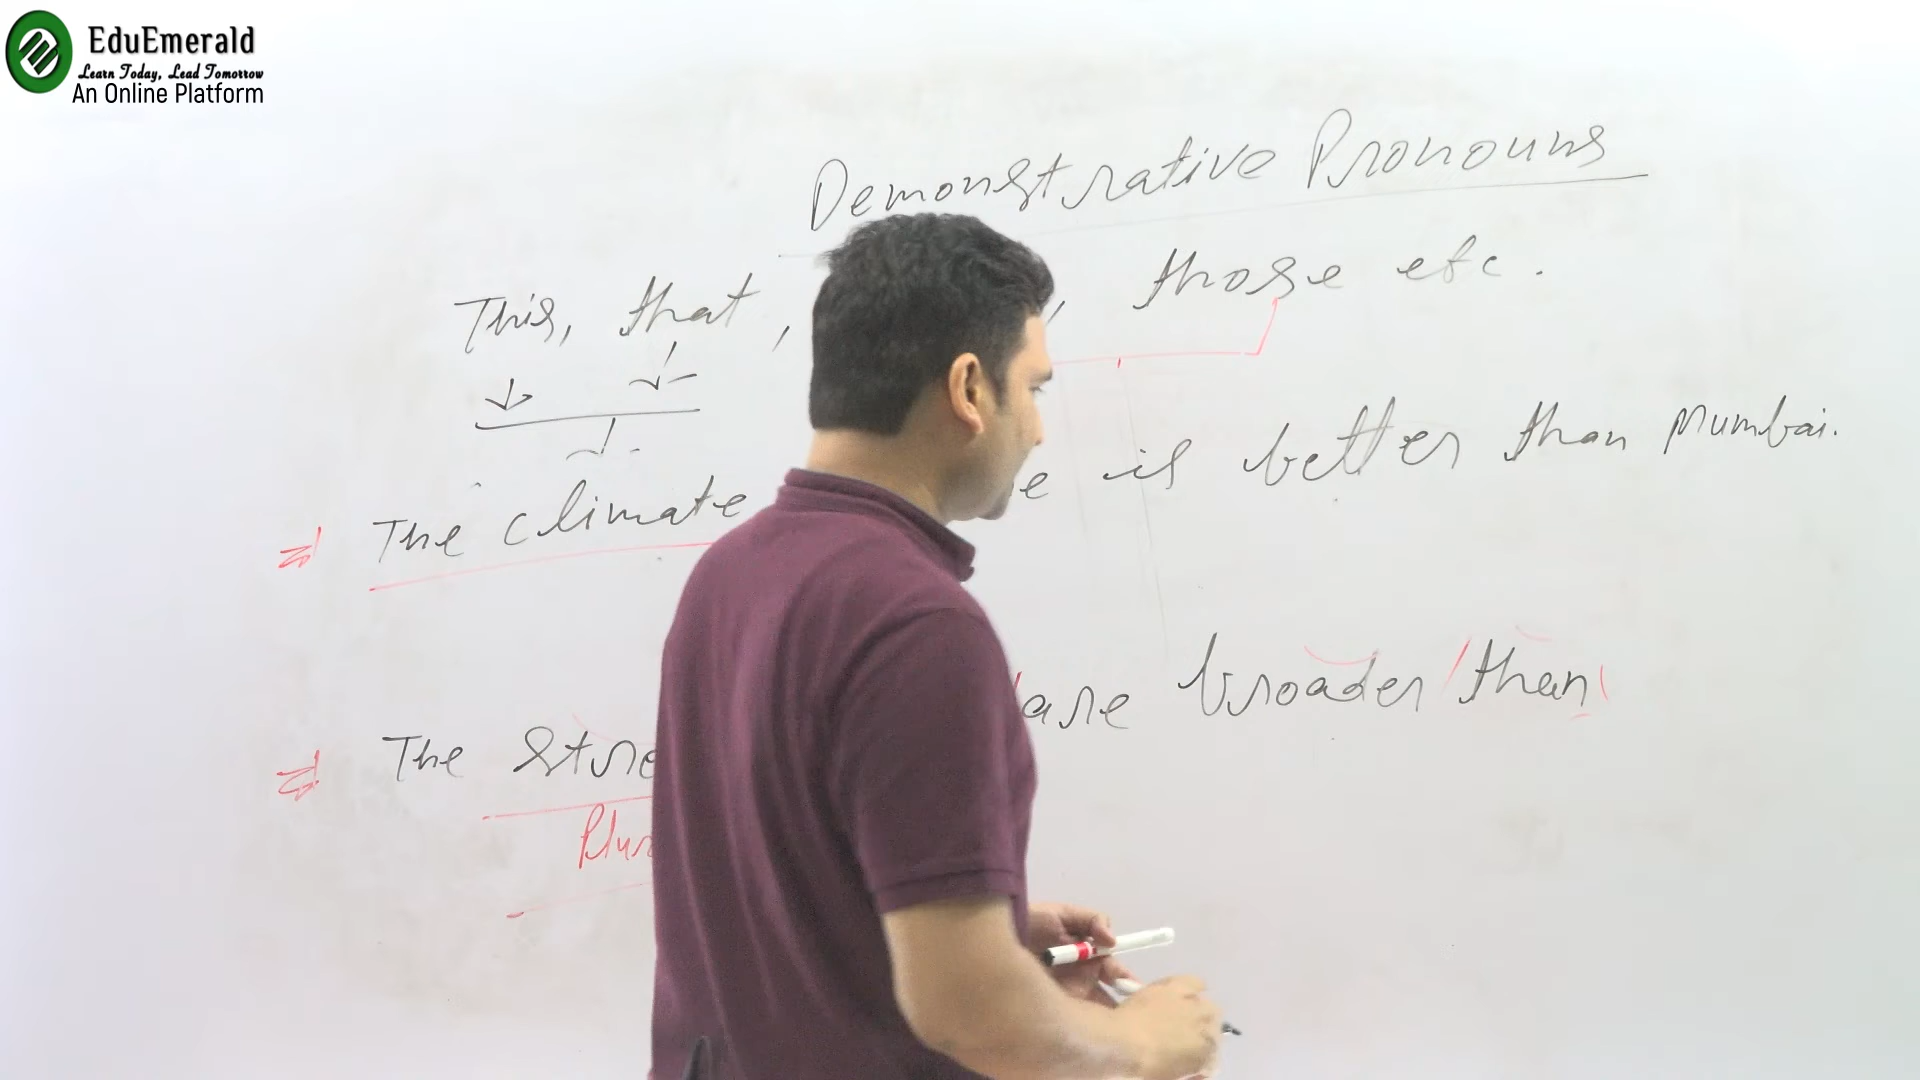 EduEmerald
Learn Today, Lead Tomorrow
An Online Platform
Demonstrative Pronouns
This, that, , those etc.
The climate is better than Mumbai.
The are broader than